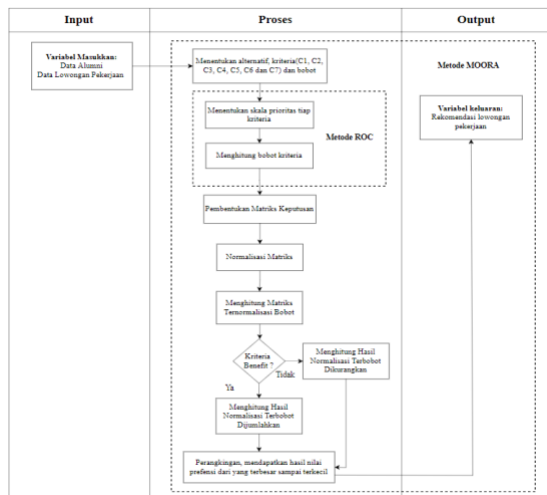 Input
Proses
Output
Variabel Masukkan:
Data Alumni
Data Lowongan Pekerjaan
Menentukan alternatif, kriteria(C1, C2,
C3, C4, C5, C6 dan C7) dan bobot
Metode MOORA
Menentukan skala prioritas tiap
kriteria
Metode ROC
Menghitung bobot kriteria
Variabel keluaran:
Rekomendasi lowongan
pekerjaan
Pembentukan Matriks Keputusan
Normalisasi Matriks
Menghitung Matriks
Ternormalisasi Bobot
Kriteria
Benefit ?
Tidak
Menghitung Hasil
Normalisasi Terbobot
Dikurangkan
Ya
Menghitung Hasil
Normalisasi Terbobot
Dijumlahkan
Perangkingan, mendapatkan hasil nilai
prefensi dari yang terbesar sampai terkecil